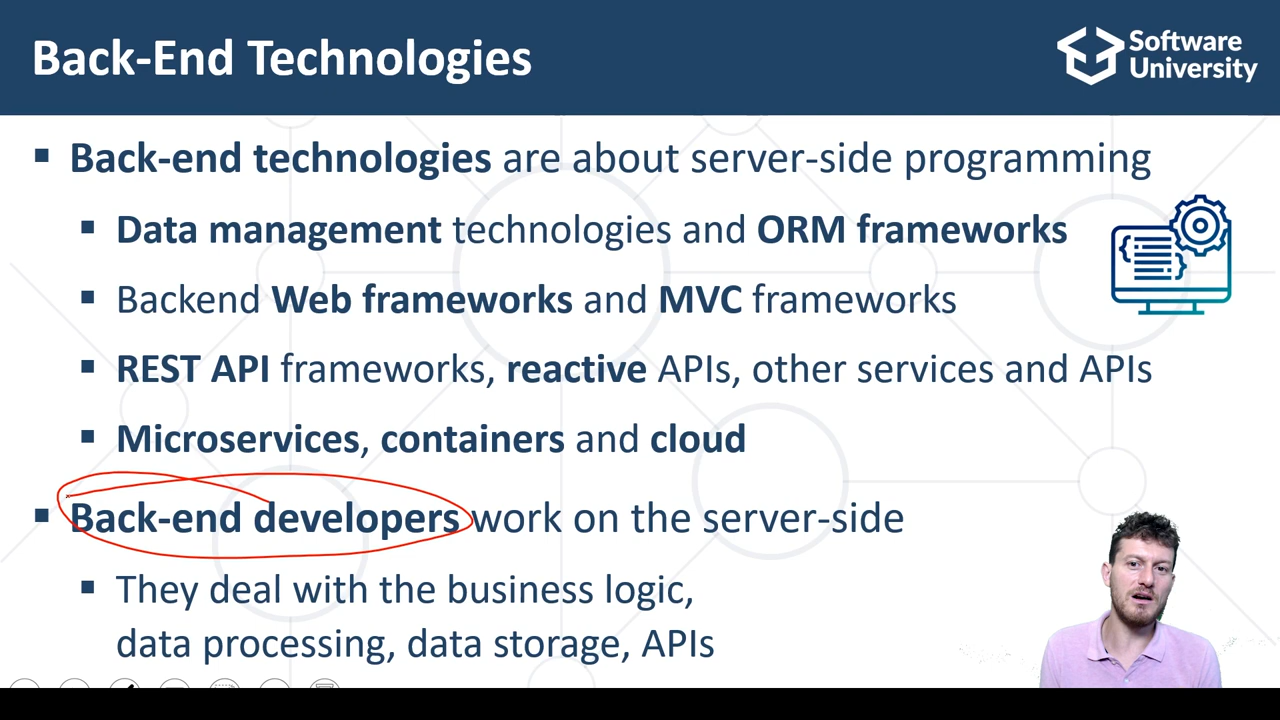 Back-End Technologies
Software
University
Back-end technologies are about server-side programming
Data management technologies and ORM frameworks
Backend Web frameworks and MVC frameworks
REST API frameworks, reactive APIs, other services and APIs
Microservices, containers and cloud
Back-end developers work on the server-side
They deal with the business logic,
data processing, data storage, APIs